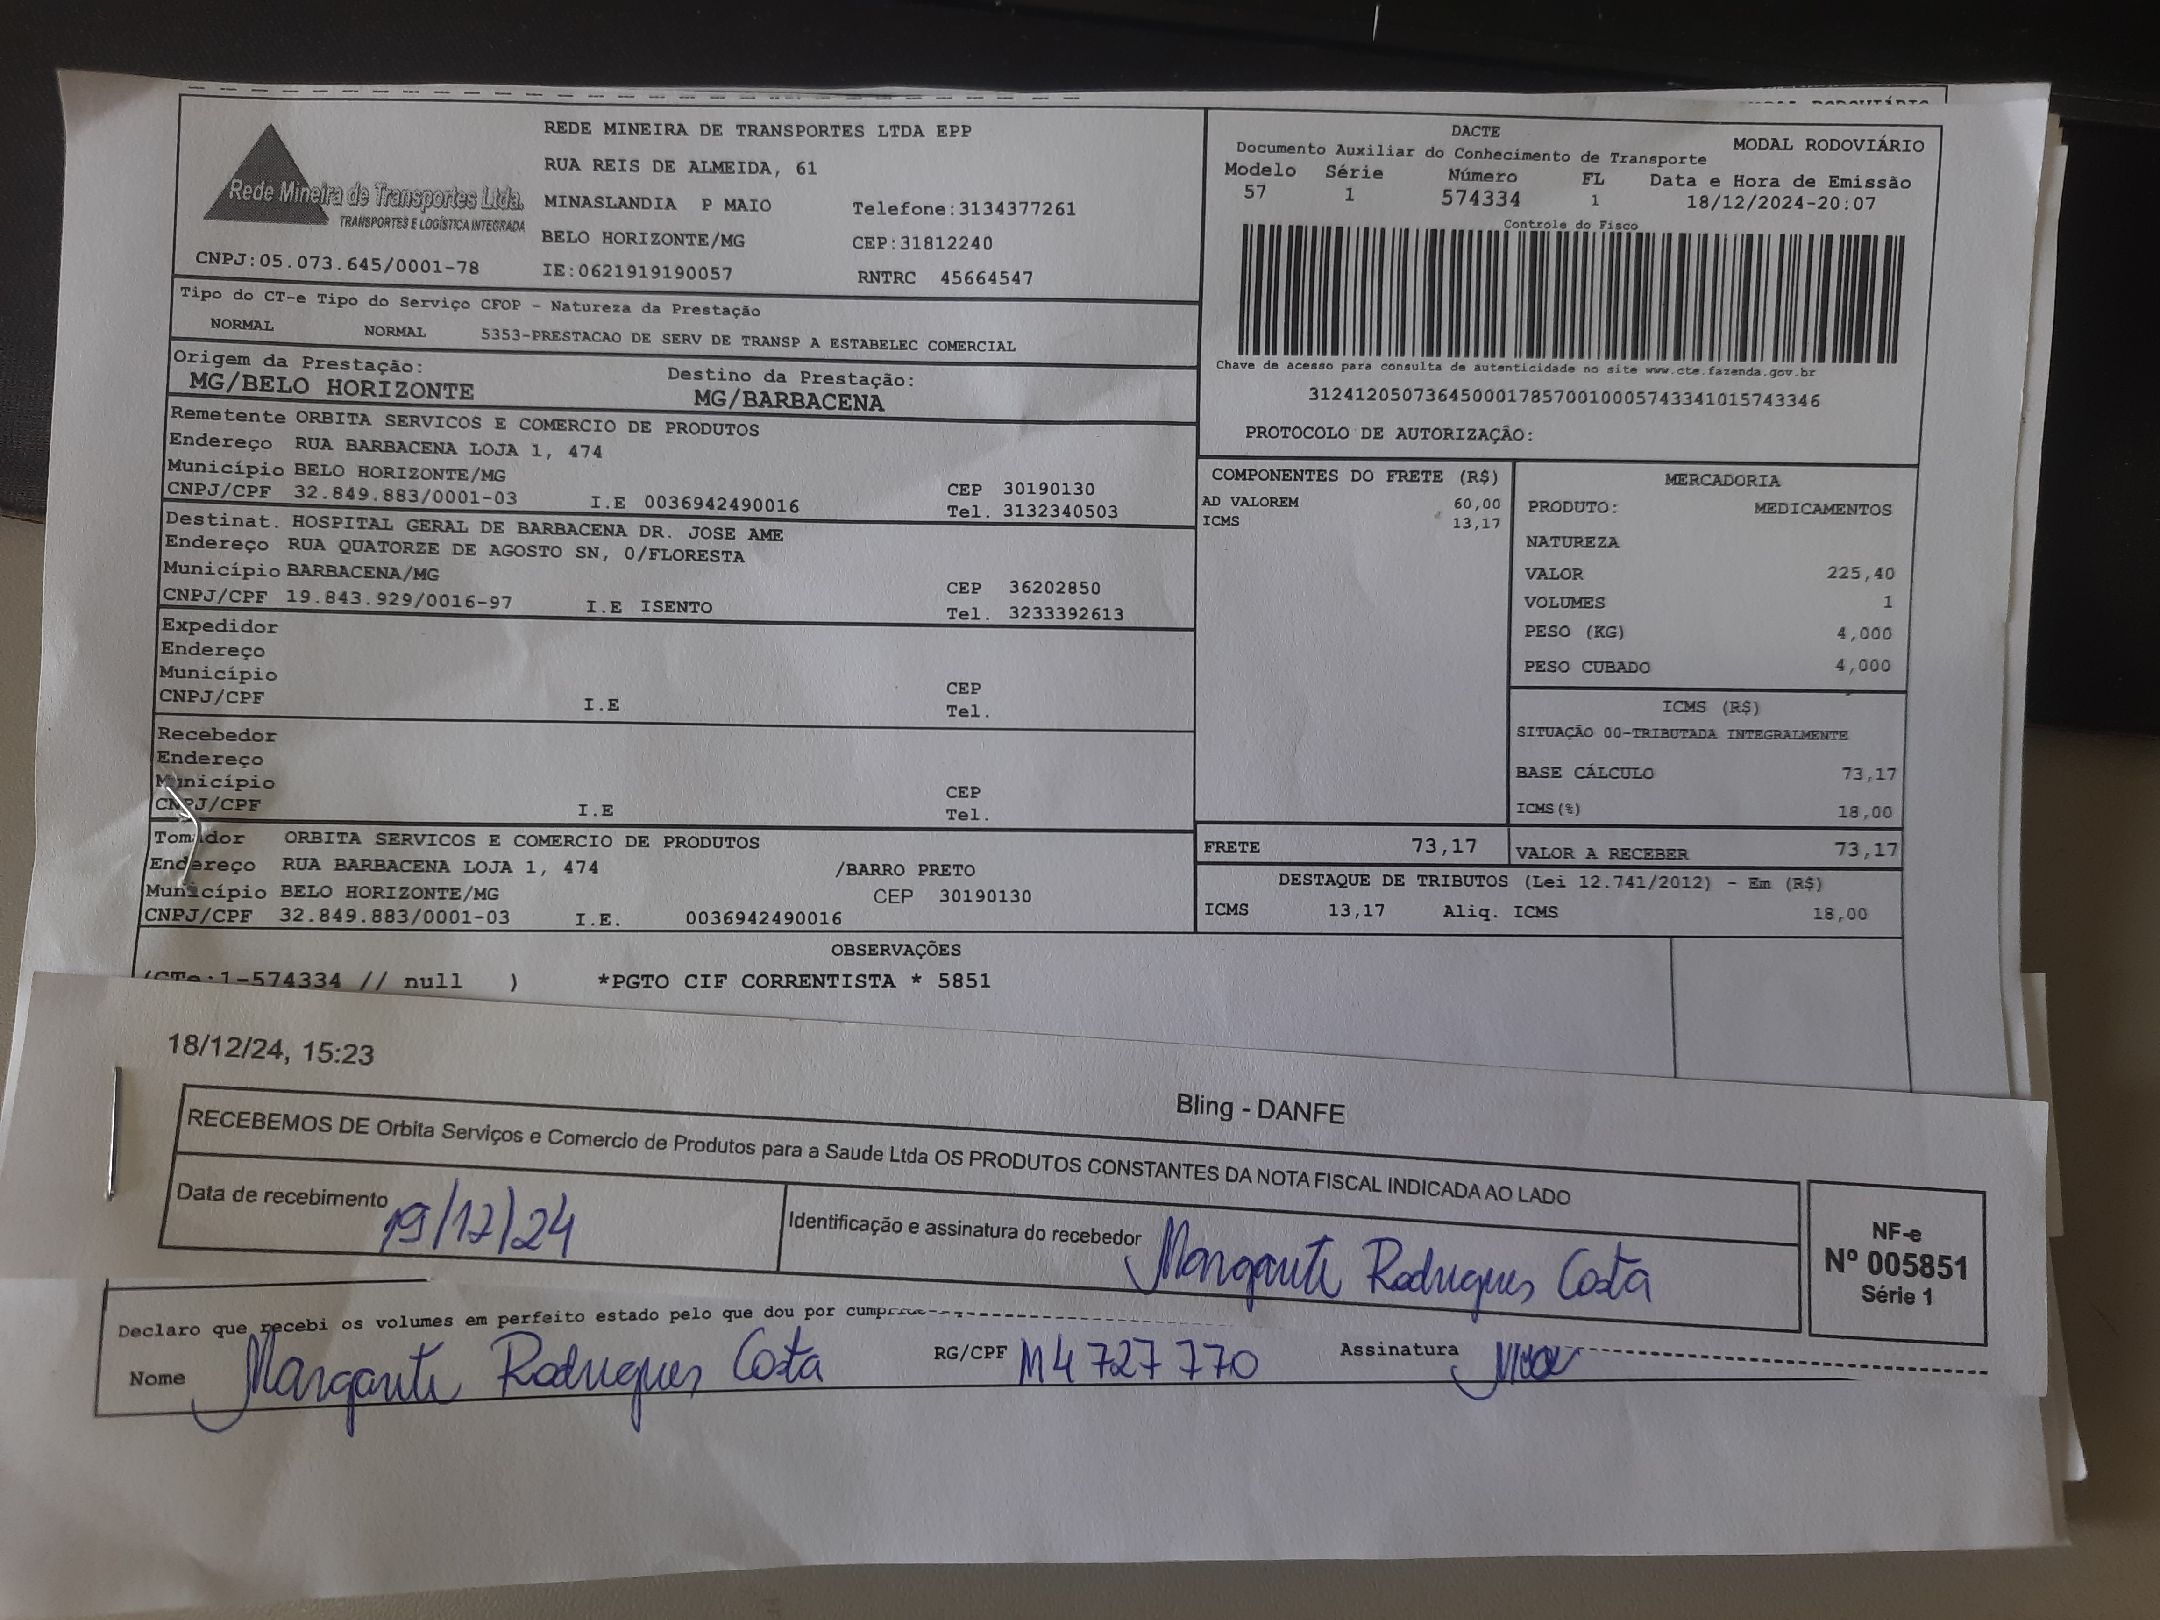 REDE MINEIRA DE TRANSPORTES LTDA EPP
RUA REIS DE ALMEIDA, 61
MINASLANDIA P MAIO Telefone:3134377261
BELO HORIZONTE/MG CEP:31812240
IE:0621919190057 RNTRC 45664547
Rede Mineira de Transportes Ltda.
TRANSPORTES E LOGÍSTICA INTEGRADA
CNPJ:05.073.645/0001-78
DACTE MODAL RODOVIÁRIO
Documento Auxiliar do Conhecimento de Transporte
Modelo Série Número FL Data e Hora de Emissão
57 1 574334 1 18/12/2024-20:07
Controle do Fisco
Chave de acesso para consulta de autenticidade no site www.cte.fazenda.gov.br
31241205073645000178570010005743341015743346
PROTOCOLO DE AUTORIZAÇÃO:
Tipo do CT-e Tipo do Serviço CFOP - Natureza da Prestação
NORMAL NORMAL 5353-PRESTACAO DE SERV DE TRANSP A ESTABELEC COMERCIAL
Origem da Prestação: Destino da Prestação:
MG/BELO HORIZONTE MG/BARBACENA
Remetente ORBITA SERVICOS E COMERCIO DE PRODUTOS
Endereço RUA BARBACENA LOJA 1, 474
Município BELO HORIZONTE/MG CEP 30190130
CNPJ/CPF 32.849.883/0001-03 I.E 0036942490016 Tel. 3132340503
Destinat. HOSPITAL GERAL DE BARBACENA DR. JOSE AME
Endereço RUA QUATORZE DE AGOSTO SN, 0/FLORESTA
Município BARBACENA/MG CEP 36202850
CNPJ/CPF 19.843.929/0016-97 I.E ISENTO Tel. 3233392613
Expedidor
Endereço
Município CEP
CNPJ/CPF I.E Tel.
Recebedor
Endereço
Município CEP
CNPJ/CPF I.E Tel.
Tomador ORBITA SERVICOS E COMERCIO DE PRODUTOS
Endereço RUA BARBACENA LOJA 1, 474 /BARRO PRETO
Município BELO HORIZONTE/MG CEP 30190130
CNPJ/CPF 32.849.883/0001-03 I.E. 0036942490016
COMPONENTES DO FRETE (R$)
AD VALOREM 60,00
ICMS 13,17
MERCADORIA
PRODUTO: MEDICAMENTOS
NATUREZA
VALOR 225,40
VOLUMES 1
PESO (KG) 4,000
PESO CUBADO 4,000
ICMS (R$)
SITUAÇÃO 00-TRIBUTADA INTEGRALMENTE
BASE CÁLCULO 73,17
ICMS(%) 18,00
FRETE 73,17 VALOR A RECEBER 73,17
DESTAQUE DE TRIBUTOS (Lei 12.741/2012) - Em (R$)
ICMS 13,17 Aliq. ICMS 18,00
OBSERVAÇÕES
(CTe:1-574334 // null ) *PGTO CIF CORRENTISTA * 5851
18/12/24, 15:23
Bling - DANFE
RECEBEMOS DE Orbita Serviços e Comercio de Produtos para a Saude Ltda OS PRODUTOS CONSTANTES DA NOTA FISCAL INDICADA AO LADO
Data de recebimento 19/12/24 Identificação e assinatura do recebedor Margarete Rodrigues Costa
NF-e
Nº 005851
Série 1
Declaro que recebi os volumes em perfeito estado pelo que dou por
Nome Margarete Rodrigues Costa RG/CPF M4727770 Assinatura